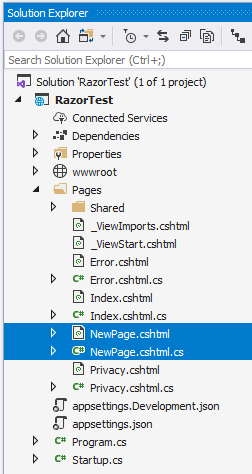 Solution Explorer
Search Solution Explorer (Ctrl+;)
Solution 'RazorTest' (1 of 1 project)
RazorTest
Connected Services
Dependencies
Properties
wwwroot
Pages
Shared
_ViewImports.cshtml
_ViewStart.cshtml
Error.cshtml
C# Error.cshtml.cs
Index.cshtml
C# Index.cshtml.cs
NewPage.cshtml
C# NewPage.cshtml.cs
Privacy.cshtml
C# Privacy.cshtml.cs
appsettings.Development.json
appsettings.json
C# Program.cs
C# Startup.cs